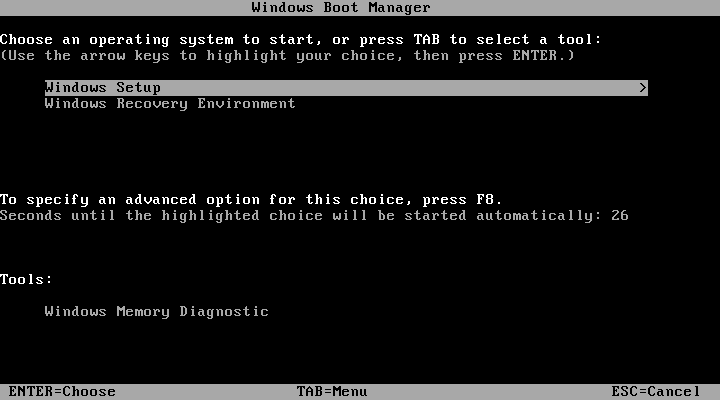 Windows Boot Manager
Choose an operating system to start, or press TAB to select a tool:
(Use the arrow keys to highlight your choice, then press ENTER.)
Windows Setup >
Windows Recovery Environment
To specify an advanced option for this choice, press F8.
Seconds until the highlighted choice will be started automatically: 26
Tools:
Windows Memory Diagnostic
ENTER=Choose TAB=Menu ESC=Cancel